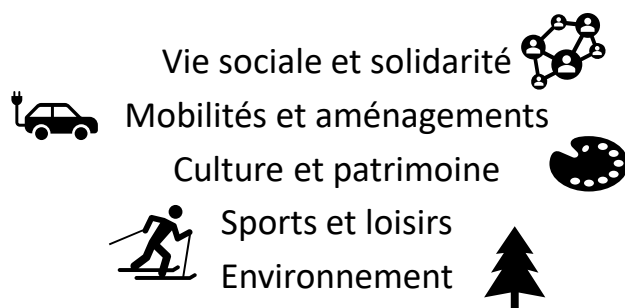 Vie sociale et solidarité
Mobilités et aménagements
Culture et patrimoine
Sports et loisirs
Environnement